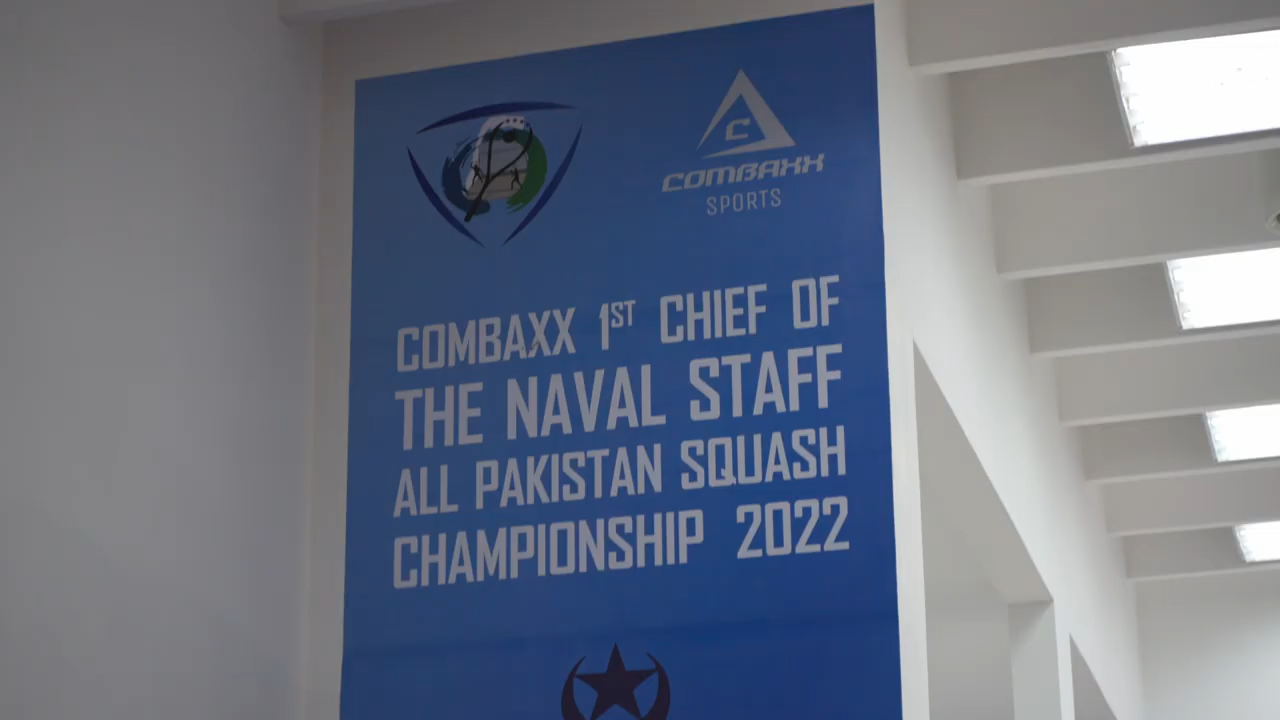 C
COMBAXX
SPORTS
COMBAXX 1ST CHIEF OF
THE NAVAL STAFF
ALL PAKISTAN SQUASH
CHAMPIONSHIP 2022